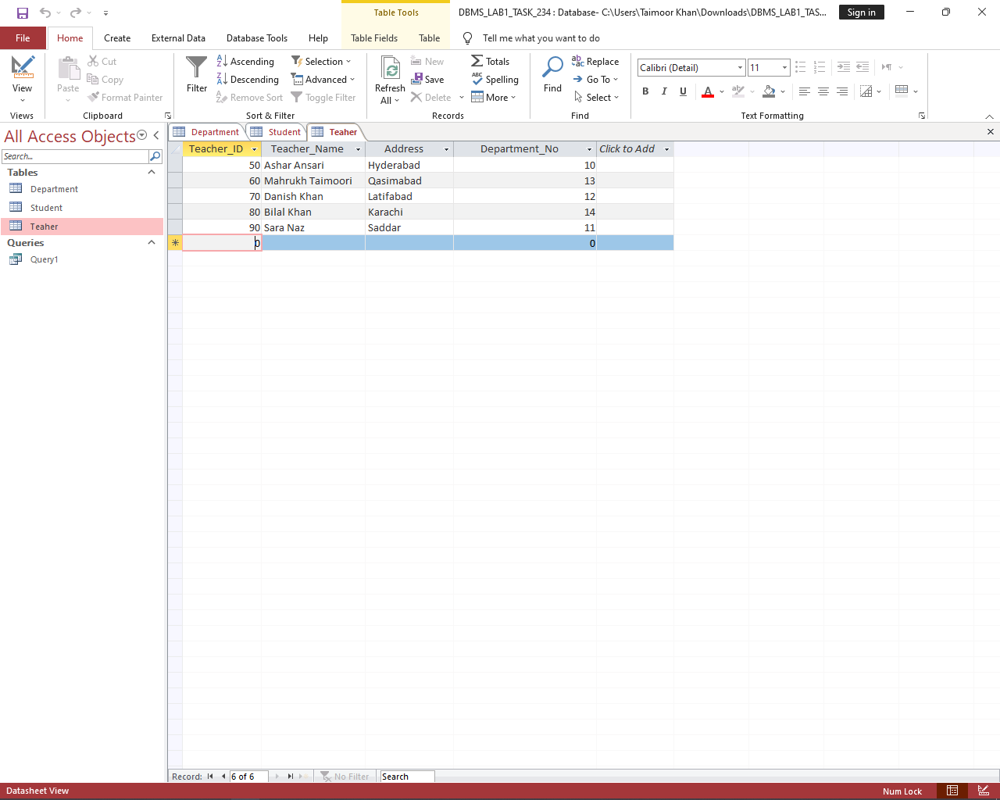 Table Tools
DBMS_LAB1_TASK_234 : Database- C:\Users\Taimoor Khan\Downloads\DBMS_LAB1_TAS...
Sign in
File Home Create External Data Database Tools Help Table Fields Table Tell me what you want to do
View
Views
Paste
Cut
Copy
Format Painter
Clipboard
Filter
Ascending
Descending
Remove Sort
Selection
Advanced
Toggle Filter
Sort & Filter
Refresh
All
New
Save
Delete
Totals
Spelling
More
Records
Find
Replace
Go To
Select
Find
Calibri (Detail) 11
B I U A
Text Formatting
All Access Objects
Search...
Tables
Department
Student
Teaher
Queries
Query1
Department Student Teaher
Teacher_ID Teacher_Name Address Department_No Click to Add
50 Ashar Ansari Hyderabad 10
60 Mahrukh Taimoori Qasimabad 13
70 Danish Khan Latifabad 12
80 Bilal Khan Karachi 14
90 Sara Naz Saddar 11
0 0
Record: 6 of 6 No Filter Search
Datasheet View Num Lock